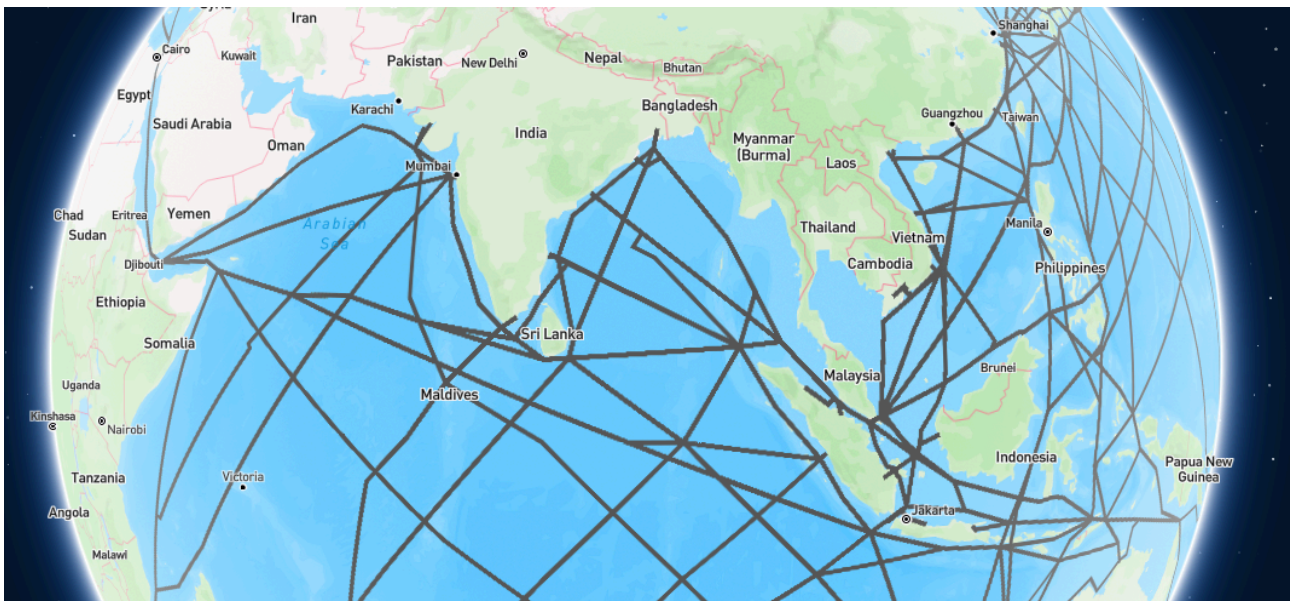 Syria
Iran
Shanghai
Cairo
Kuwait
Pakistan
New Delhi
Nepal
Bhutan
Egypt
Karachi
Bangladesh
Guangzhou
Taiwan
Saudi Arabia
India
Myanmar
(Burma)
Oman
Laos
Mumbai
Chad
Eritrea
Yemen
Arabian
Sea
Thailand
Vietnam
Manila
Sudan
Djibouti
Cambodia
Philippines
Ethiopia
Somalia
Sri Lanka
Uganda
Malaysia
Brunei
Maldives
Kinshasa
Nairobi
Indonesia
Tanzania
Victoria
Papua New
Guinea
Angola
Jakarta
Malawi